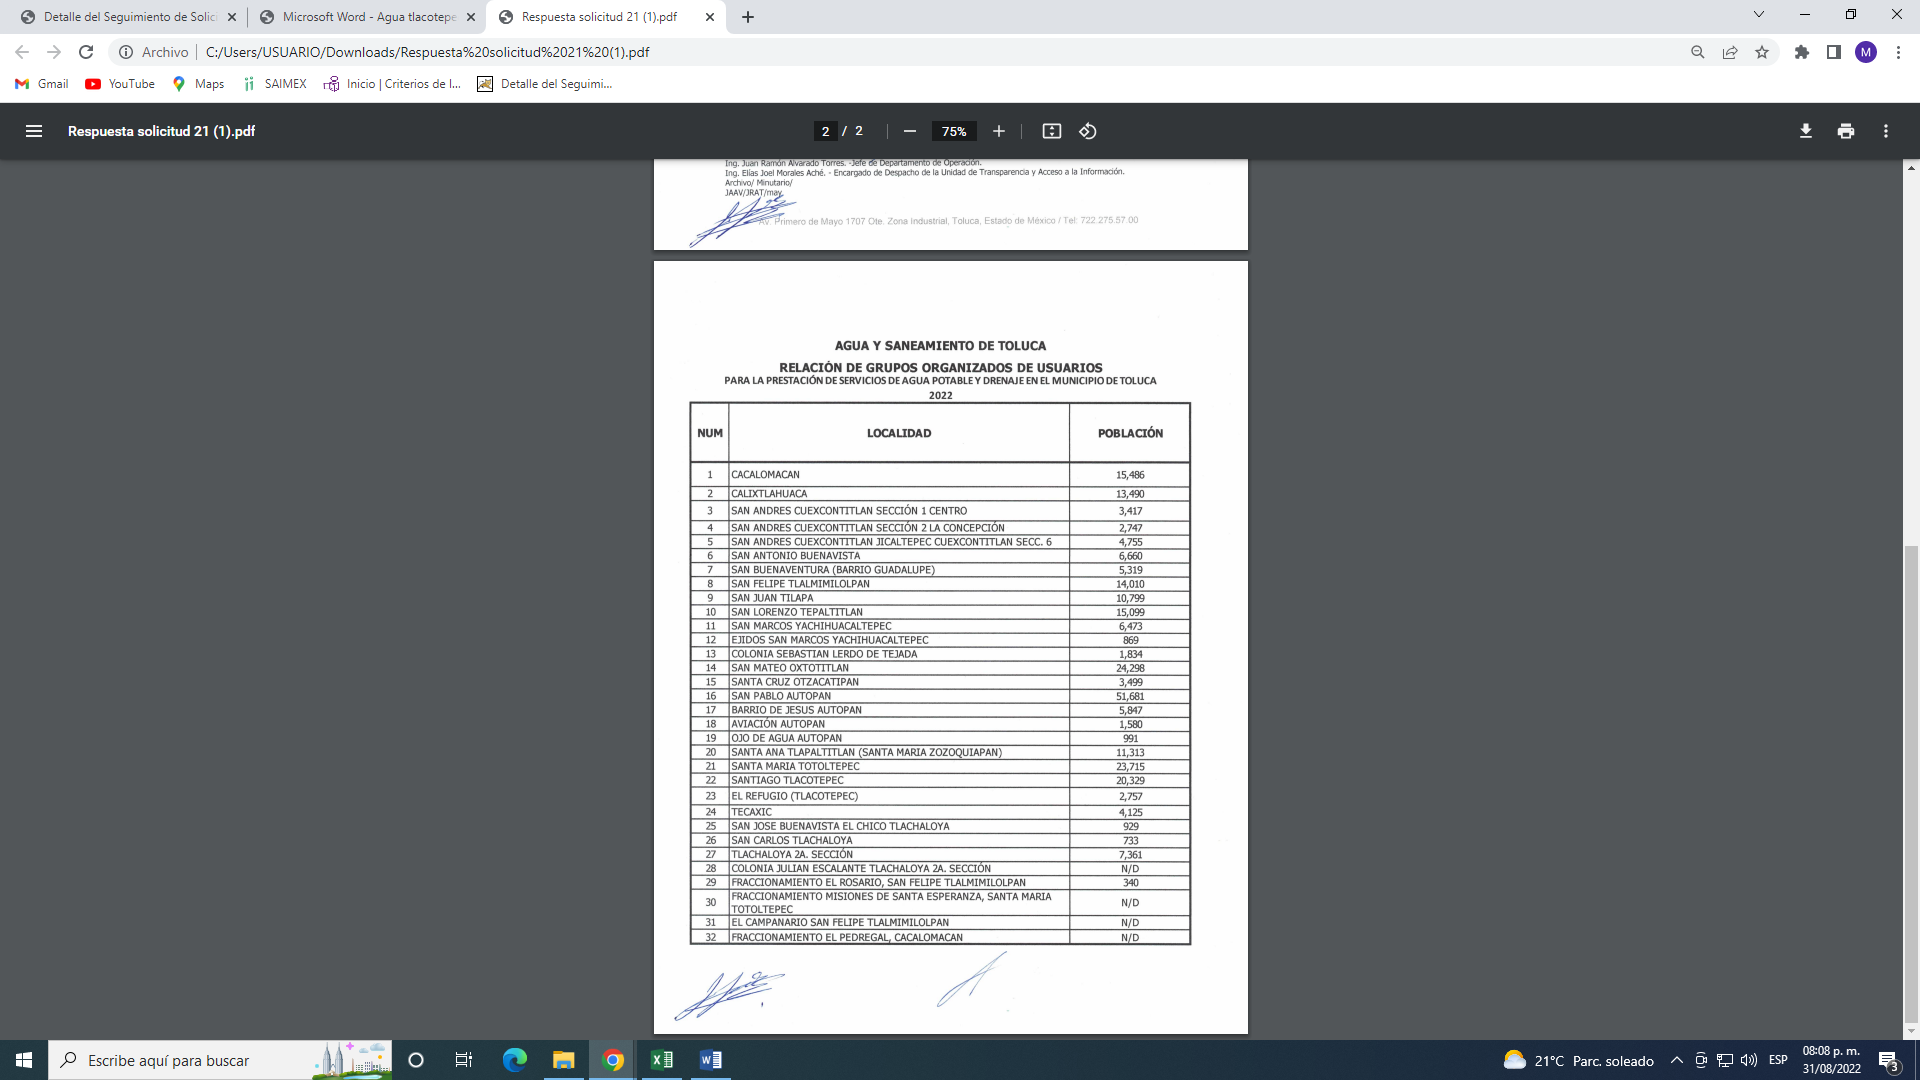 Detalle del Seguimiento de Solici
Microsoft Word - Agua tlacotepe
Respuesta solicitud 21 (1).pdf
Archivo
C:/Users/USUARIO/Downloads/Respuesta%20solicitud%2021%20(1).pdf
M
Gmail
YouTube
Maps
SAIMEX
Inicio | Criterios de I...
Detalle del Seguimi...
Respuesta solicitud 21 (1).pdf
2 / 2
75%
Ing. Juan Ramón Alvarado Torres. -Jefe de Departamento de Operación.
Ing. Elías Joel Morales Aché. - Encargado de Despacho de la Unidad de Transparencia y Acceso a la Información.
Archivo/ Minutario/
JAAV/JRAT/may.
Av. Primero de Mayo 1707 Ote. Zona Industrial, Toluca, Estado de México / Tel: 722.275.57.00
AGUA Y SANEAMIENTO DE TOLUCA
RELACIÓN DE GRUPOS ORGANIZADOS DE USUARIOS
PARA LA PRESTACIÓN DE SERVICIOS DE AGUA POTABLE Y DRENAJE EN EL MUNICIPIO DE TOLUCA
2022
NUM LOCALIDAD POBLACIÓN
1 CACALOMACAN 15,486
2 CALIXTLAHUACA 13,490
3 SAN ANDRES CUEXCONTITLAN SECCIÓN 1 CENTRO 3,417
4 SAN ANDRES CUEXCONTITLAN SECCIÓN 2 LA CONCEPCIÓN 2,747
5 SAN ANDRES CUEXCONTITLAN JICALTEPEC CUEXCONTITLAN SECC. 6 4,755
6 SAN ANTONIO BUENAVISTA 6,660
7 SAN BUENAVENTURA (BARRIO GUADALUPE) 5,319
8 SAN FELIPE TLALMIMILOLPAN 14,010
9 SAN JUAN TILAPA 10,799
10 SAN LORENZO TEPALTITLAN 15,099
11 SAN MARCOS YACHIHUACALTEPEC 6,473
12 EJIDOS SAN MARCOS YACHIHUACALTEPEC 869
13 COLONIA SEBASTIAN LERDO DE TEJADA 1,834
14 SAN MATEO OXTOTITLAN 24,298
15 SANTA CRUZ OTZACATIPAN 3,499
16 SAN PABLO AUTOPAN 51,681
17 BARRIO DE JESUS AUTOPAN 5,847
18 AVIACIÓN AUTOPAN 1,580
19 OJO DE AGUA AUTOPAN 991
20 SANTA ANA TLAPALTITLAN (SANTA MARIA ZOZOQUIAPAN) 11,313
21 SANTA MARIA TOTOLTEPEC 23,715
22 SANTIAGO TLACOTEPEC 20,329
23 EL REFUGIO (TLACOTEPEC) 2,757
24 TECAXIC 4,125
25 SAN JOSE BUENAVISTA EL CHICO TLACHALOYA 929
26 SAN CARLOS TLACHALOYA 733
27 TLACHALOYA 2A. SECCIÓN 7,361
28 COLONIA JULIAN ESCALANTE TLACHALOYA 2A. SECCIÓN N/D
29 FRACCIONAMIENTO EL ROSARIO, SAN FELIPE TLALMIMILOLPAN 340
30 FRACCIONAMIENTO MISIONES DE SANTA ESPERANZA, SANTA MARIA
TOTOLTEPEC N/D
31 EL CAMPANARIO SAN FELIPE TLALMIMILOLPAN N/D
32 FRACCIONAMIENTO EL PEDREGAL, CACALOMACAN N/D
Escribe aquí para buscar
21°C Parc. soleado
ESP
08:08 p. m.
31/08/2022
3